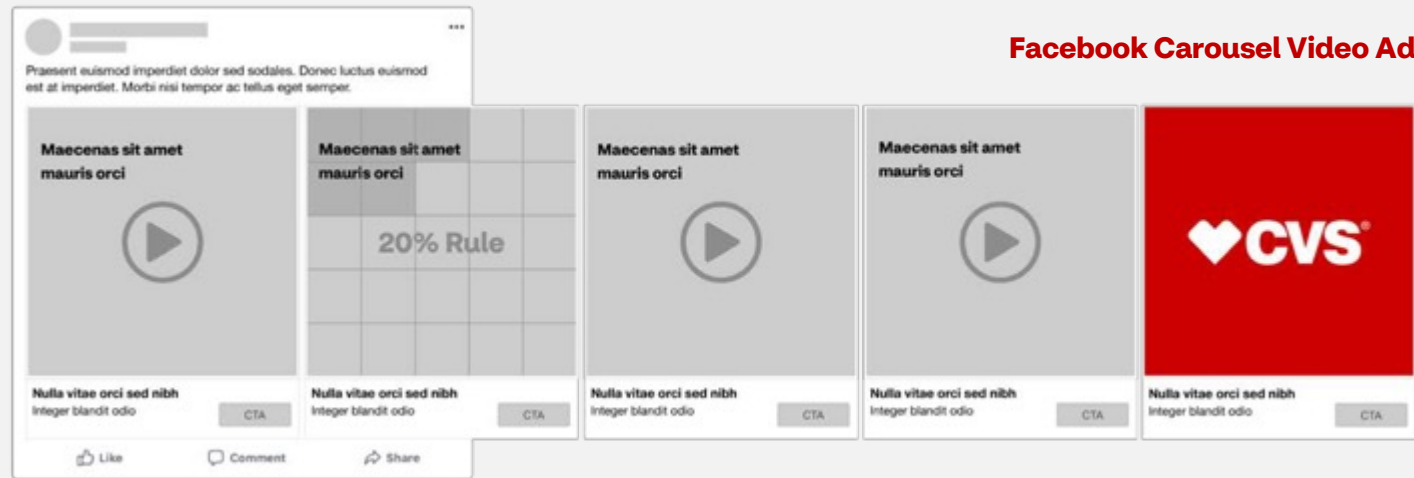 Facebook Carousel Video Ad
Praesent euismod imperdiet dolor sed sodales. Donec luctus euismod
est at imperdiet. Morbi nisi tempor ac tellus eget semper.
Maecenas sit amet
mauris orci
Maecenas sit amet
mauris orci
20% Rule
Maecenas sit amet
mauris orci
Maecenas sit amet
mauris orci
CVS®
Nulla vitae orci sed nibh
Integer blandit odio
CTA
Nulla vitae orci sed nibh
Integer blandit odio
CTA
Nulla vitae orci sed nibh
Integer blandit odio
CTA
Nulla vitae orci sed nibh
Integer blandit odio
CTA
Nulla vitae orci sed nibh
Integer blandit odio
CTA
Like
Comment
Share